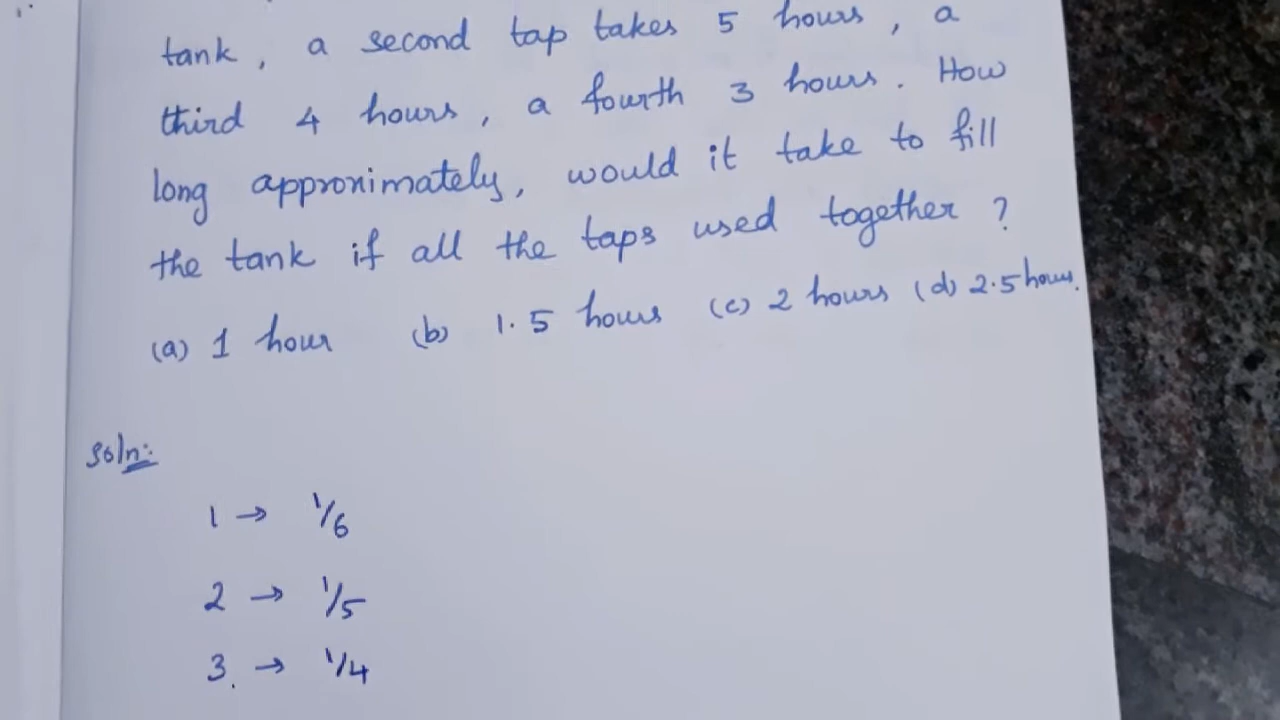 tank, a second tap takes 5 hours, a
third 4 hours, a fourth 3 hours. How
long approximately, would it take to fill
the tank if all the taps used together?
(a) 1 hour (b) 1.5 hours (c) 2 hours (d) 2.5 hours.
Soln:-
1 → 1/6
2 → 1/5
3. → 1/4